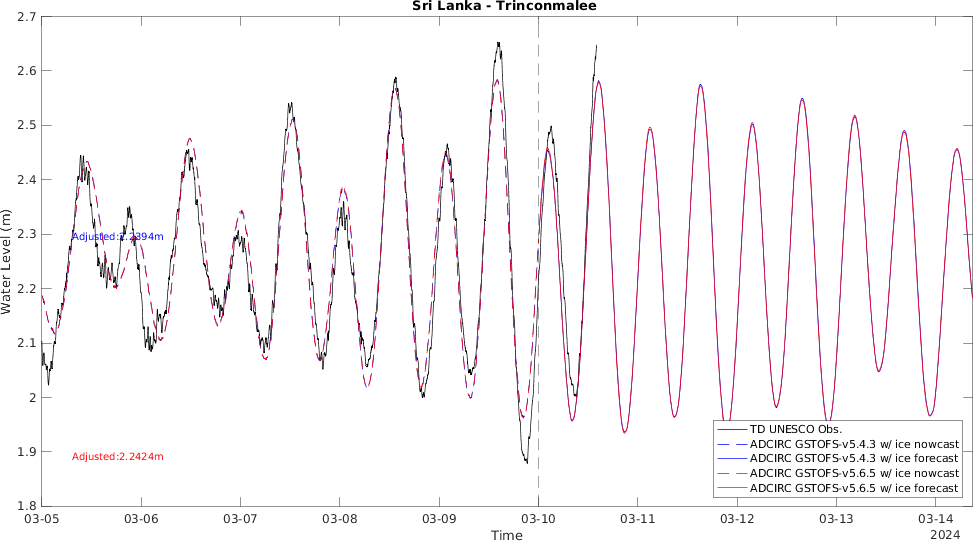 Sri Lanka - Trinconmalee
2.7
2.6
2.5
2.4
2.3
2.2
2.1
2
1.9
1.8
Water Level (m)
Adjusted:2.2394m
Adjusted:2.2424m
TD UNESCO Obs.
ADCIRC GSTOFS-v5.4.3 w/ ice nowcast
ADCIRC GSTOFS-v5.4.3 w/ ice forecast
ADCIRC GSTOFS-v5.6.5 w/ ice nowcast
ADCIRC GSTOFS-v5.6.5 w/ ice forecast
03-05 03-06 03-07 03-08 03-09 03-10 03-11 03-12 03-13 03-14
Time
2024